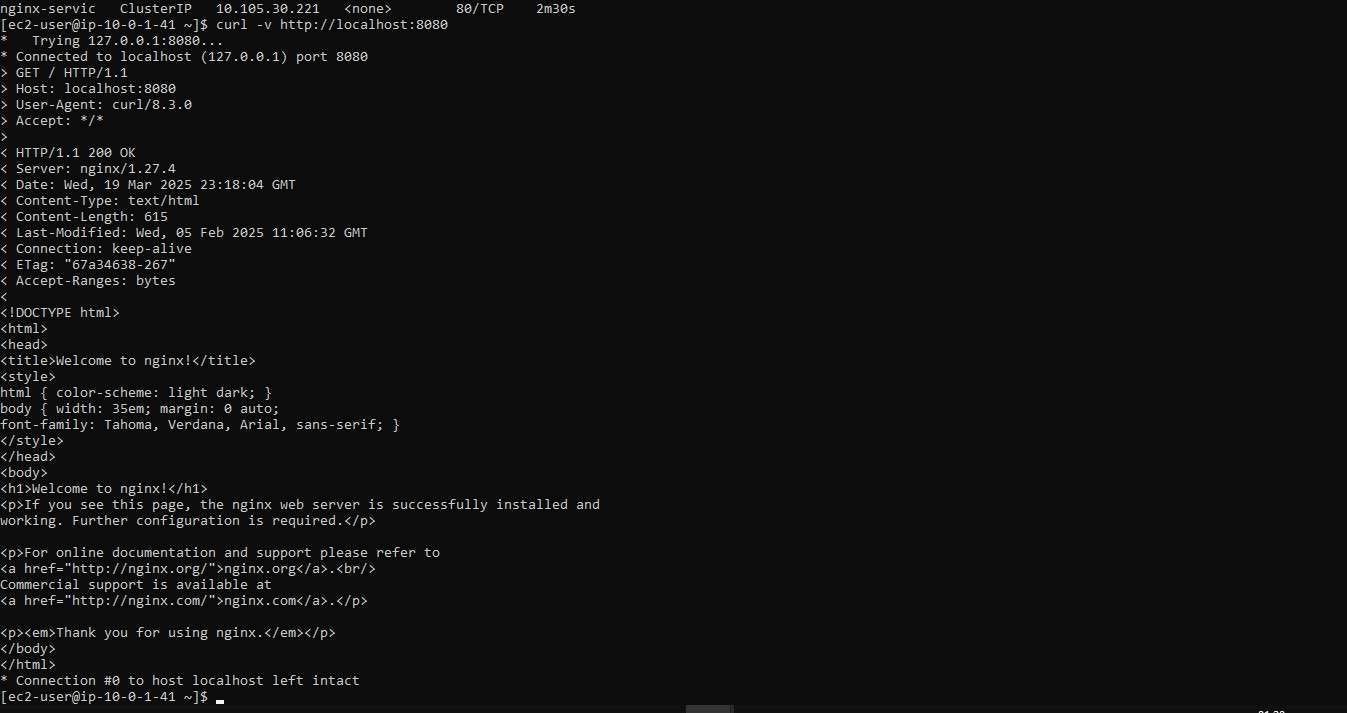 nginx-servic   ClusterIP   10.105.30.221   <none>        80/TCP    2m30s
[ec2-user@ip-10-0-1-41 ~]$ curl -v http://localhost:8080
*   Trying 127.0.0.1:8080...
* Connected to localhost (127.0.0.1) port 8080
> GET / HTTP/1.1
> Host: localhost:8080
> User-Agent: curl/8.3.0
> Accept: */*
>
< HTTP/1.1 200 OK
< Server: nginx/1.27.4
< Date: Wed, 19 Mar 2025 23:18:04 GMT
< Content-Type: text/html
< Content-Length: 615
< Last-Modified: Wed, 05 Feb 2025 11:06:32 GMT
< Connection: keep-alive
< ETag: "67a34638-267"
< Accept-Ranges: bytes
<
<!DOCTYPE html>
<html>
<head>
<title>Welcome to nginx!</title>
<style>
html { color-scheme: light dark; }
body { width: 35em; margin: 0 auto;
font-family: Tahoma, Verdana, Arial, sans-serif; }
</style>
</head>
<body>
<h1>Welcome to nginx!</h1>
<p>If you see this page, the nginx web server is successfully installed and
working. Further configuration is required.</p>

<p>For online documentation and support please refer to
<a href="http://nginx.org/">nginx.org</a>.<br/>
Commercial support is available at
<a href="http://nginx.com/">nginx.com</a>.</p>

<p><em>Thank you for using nginx.</em></p>
</body>
</html>
* Connection #0 to host localhost left intact
[ec2-user@ip-10-0-1-41 ~]$